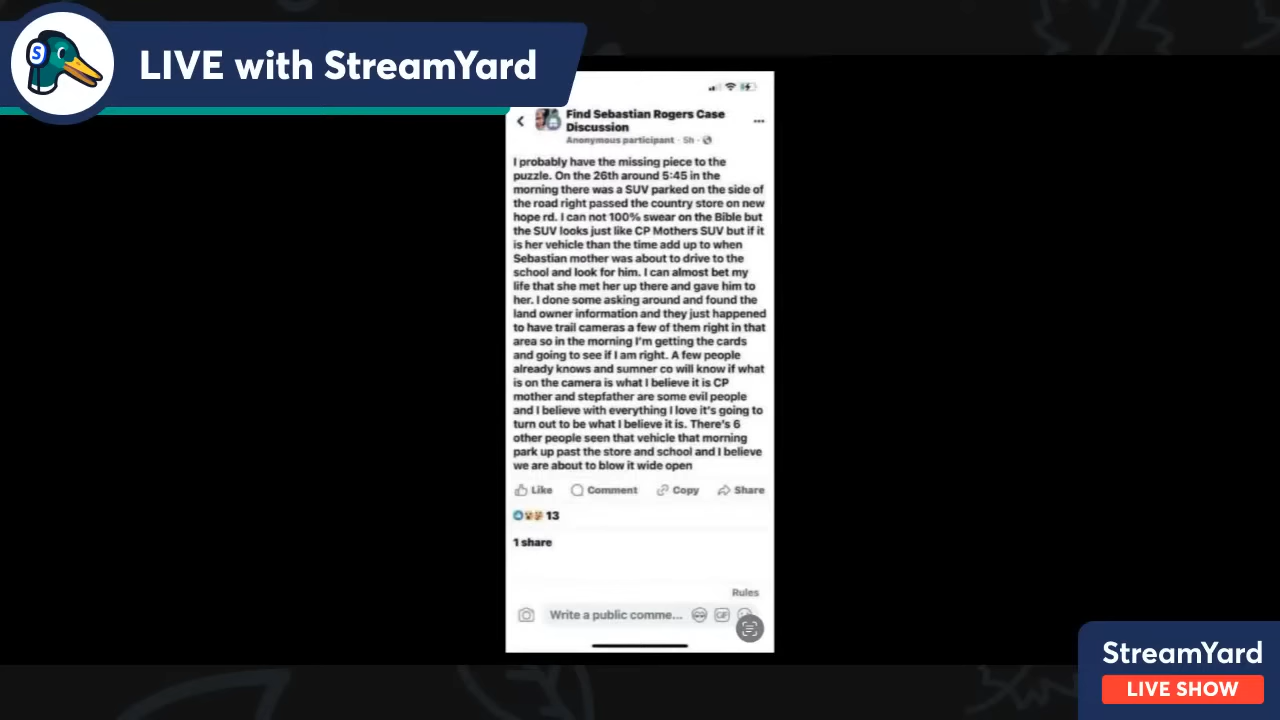 LIVE with StreamYard
Find Sebastian Rogers Case
Discussion
Anonymous participant · 5h ·
I probably have the missing piece to the
puzzle. On the 26th around 5:45 in the
morning there was a SUV parked on the side of
the road right passed the country store on new
hope rd. I can not 100% swear on the Bible but
the SUV looks just like CP Mothers SUV but if it
is her vehicle than the time add up to when
Sebastian mother was about to drive to the
school and look for him. I can almost bet my
life that she met her up there and gave him to
her. I done some asking around and found the
land owner information and they just happened
to have trail cameras a few of them right in that
area so in the morning I'm getting the cards
and going to see if I am right. A few people
already knows and sumner co will know if what
is on the camera is what I believe it is CP
mother and stepfather are some evil people
and I believe with everything I love it's going to
turn out to be what I believe it is. There's 6
other people seen that vehicle that morning
park up past the store and school and I believe
we are about to blow it wide open
Like Comment Copy Share
13
1 share
Rules
Write a public comme... GIF
StreamYard
LIVE SHOW